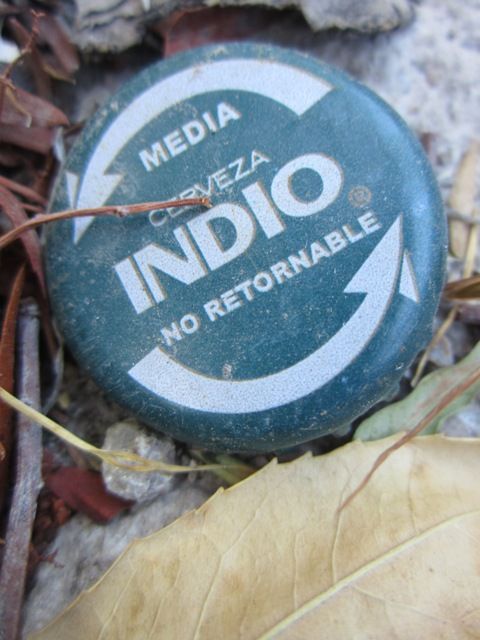 MEDIA
CERVEZA
INDIO®
NO RETORNABLE